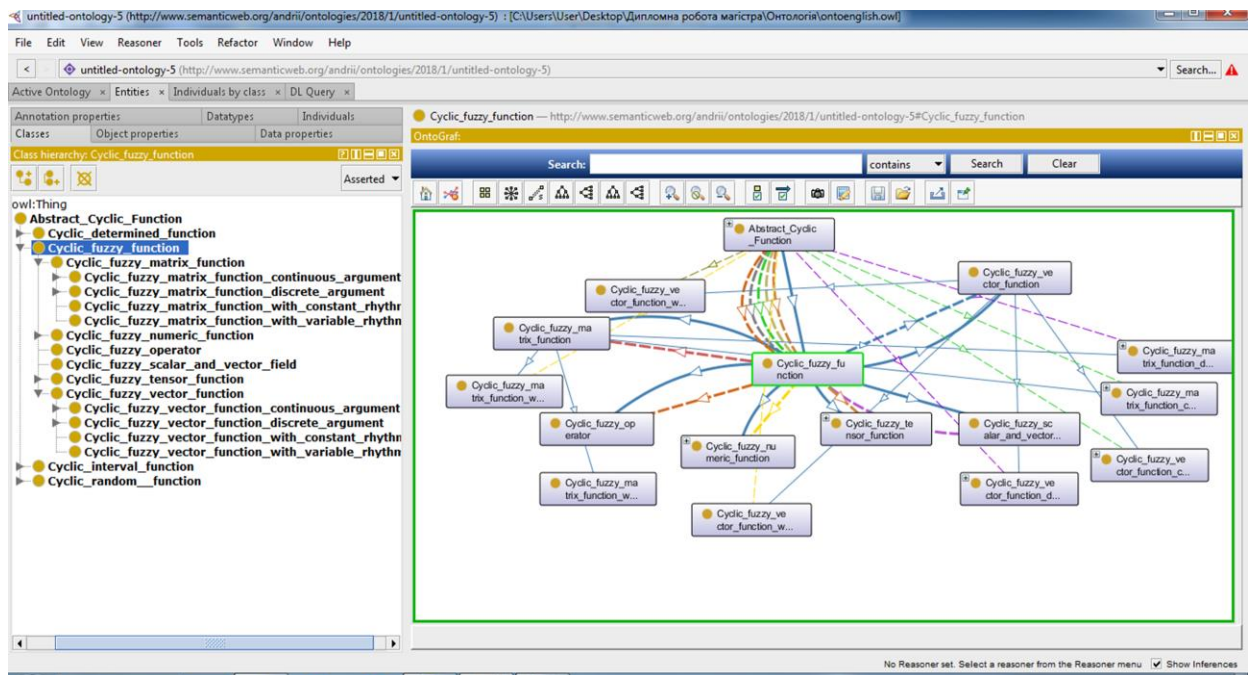 untitled-ontology-5 (http://www.semanticweb.org/andrii/ontologies/2018/1/untitled-ontology-5) : [C:\Users\User\Desktop\Дипломна робота магістра\Онтологія\ontoenglish.owl]
File Edit View Reasoner Tools Refactor Window Help
< untitled-ontology-5 (http://www.semanticweb.org/andrii/ontologies/2018/1/untitled-ontology-5) Search...
Active Ontology × Entities × Individuals by class × DL Query ×
Annotation properties Datatypes Individuals
Classes Object properties Data properties
Class hierarchy: Cyclic_fuzzy_function
Asserted
owl:Thing
Abstract_Cyclic_Function
Cyclic_determined_function
Cyclic_fuzzy_function
Cyclic_fuzzy_matrix_function
Cyclic_fuzzy_matrix_function_continuous_argument
Cyclic_fuzzy_matrix_function_discrete_argument
Cyclic_fuzzy_matrix_function_with_constant_rhythn
Cyclic_fuzzy_matrix_function_with_variable_rhythn
Cyclic_fuzzy_numeric_function
Cyclic_fuzzy_operator
Cyclic_fuzzy_scalar_and_vector_field
Cyclic_fuzzy_tensor_function
Cyclic_fuzzy_vector_function
Cyclic_fuzzy_vector_function_continuous_argument
Cyclic_fuzzy_vector_function_discrete_argument
Cyclic_fuzzy_vector_function_with_constant_rhythn
Cyclic_fuzzy_vector_function_with_variable_rhythn
Cyclic_interval_function
Cyclic_random__function
Cyclic_fuzzy_function — http://www.semanticweb.org/andrii/ontologies/2018/1/untitled-ontology-5#Cyclic_fuzzy_function
OntoGraf:
Search: contains Search Clear
Abstract_Cyclic
_Function
Cyclic_fuzzy_ve
ctor_function
Cyclic_fuzzy_ve
ctor_function_w...
Cyclic_fuzzy_ma
trix_function
Cyclic_fuzzy_ma
trix_function_d...
Cyclic_fuzzy_fu
nction
Cyclic_fuzzy_ma
trix_function_w...
Cyclic_fuzzy_ma
trix_function_c...
Cyclic_fuzzy_op
erator
Cyclic_fuzzy_te
nsor_function
Cyclic_fuzzy_sc
alar_and_vector...
Cyclic_fuzzy_nu
meric_function
Cyclic_fuzzy_ve
ctor_function_c...
Cyclic_fuzzy_ma
trix_function_w...
Cyclic_fuzzy_ve
ctor_function_d...
Cyclic_fuzzy_ve
ctor_function_w...
No Reasoner set. Select a reasoner from the Reasoner menu Show Inferences